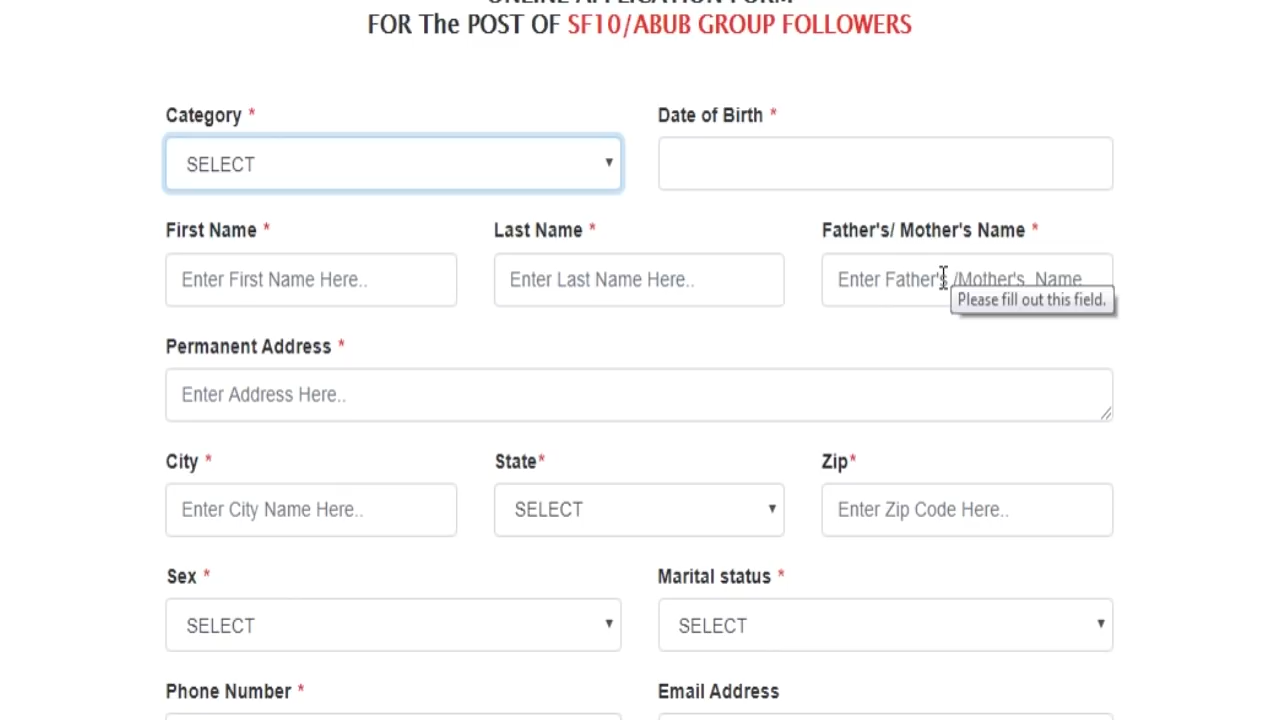 ONLINE APPLICATION FORM
FOR The POST OF SF10/ABUB GROUP FOLLOWERS
Category * Date of Birth *
SELECT
First Name * Last Name * Father's/ Mother's Name *
Enter First Name Here.. Enter Last Name Here.. Enter Father's /Mother's Name
Please fill out this field.
Permanent Address *
Enter Address Here..
City * State* Zip*
Enter City Name Here.. SELECT Enter Zip Code Here..
Sex * Marital status *
SELECT SELECT
Phone Number * Email Address